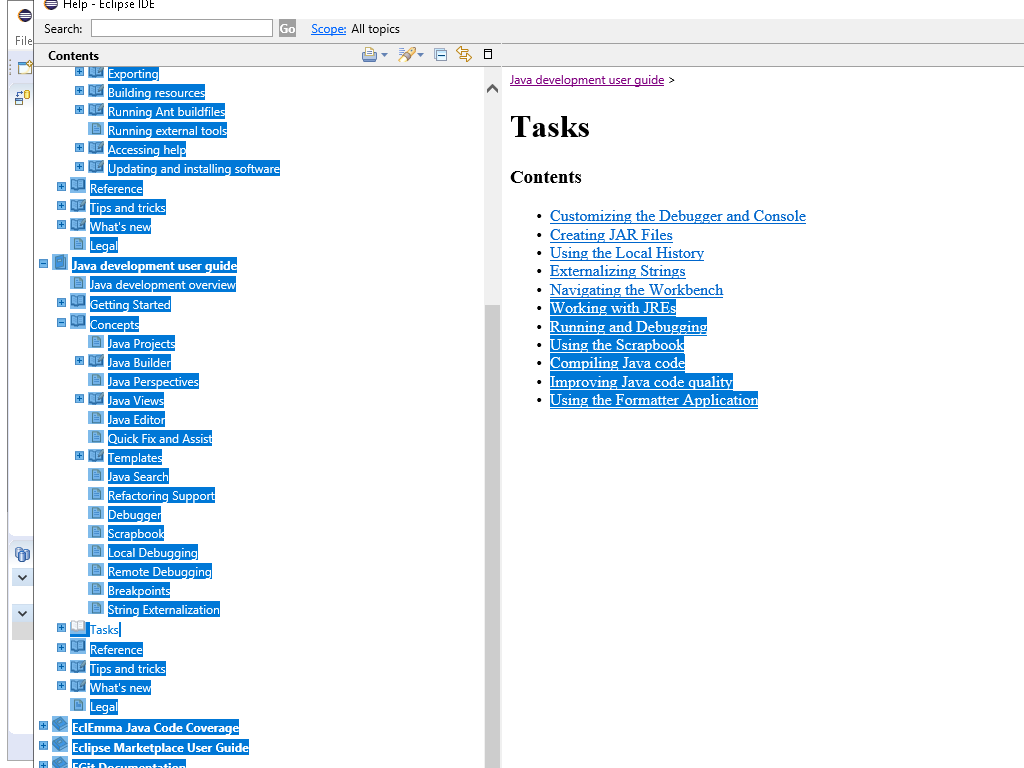 Help - Eclipse IDE
File
Search: Go Scope: All topics
Contents
Exporting
Building resources
Running Ant buildfiles
Running external tools
Accessing help
Updating and installing software
Reference
Tips and tricks
What's new
Legal
Java development user guide
Java development overview
Getting Started
Concepts
Java Projects
Java Builder
Java Perspectives
Java Views
Java Editor
Quick Fix and Assist
Templates
Java Search
Refactoring Support
Debugger
Scrapbook
Local Debugging
Remote Debugging
Breakpoints
String Externalization
Tasks
Reference
Tips and tricks
What's new
Legal
EclEmma Java Code Coverage
Eclipse Marketplace User Guide
EGit Documentation
Java development user guide >
Tasks
Contents
• Customizing the Debugger and Console
• Creating JAR Files
• Using the Local History
• Externalizing Strings
• Navigating the Workbench
• Working with JREs
• Running and Debugging
• Using the Scrapbook
• Compiling Java code
• Improving Java code quality
• Using the Formatter Application